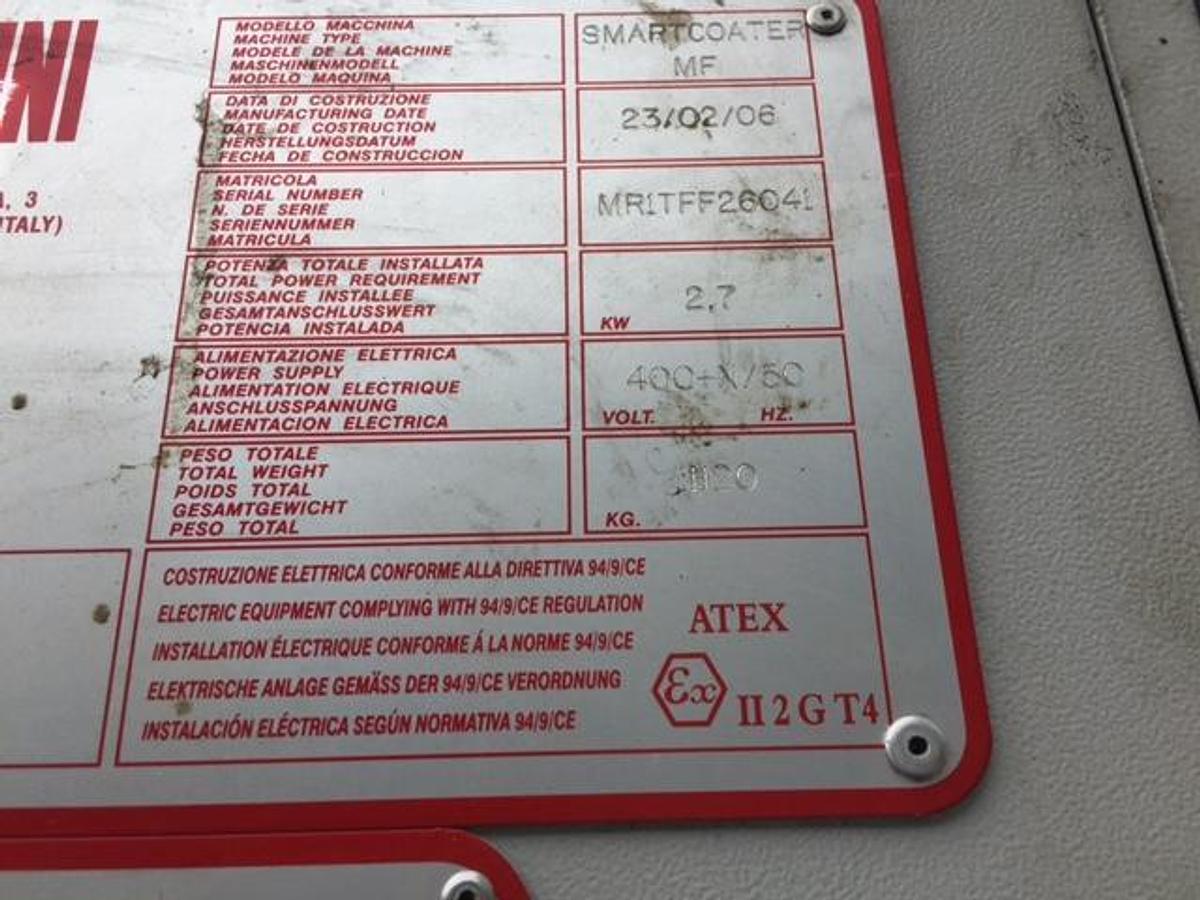 INI
, 3
ITALY)
MODELLO MACCHINA
MACHINE TYPE
MODELE DE LA MACHINE
MASCHINENMODELL
MODELO MAQUINA
SMARTCOATER
MF
DATA DI COSTRUZIONE
MANUFACTURING DATE
DATE DE COSTRUCTION
HERSTELLUNGSDATUM
FECHA DE CONSTRUCCION
23/02/06
MATRICOLA
SERIAL NUMBER
N. DE SERIE
SERIENNUMMER
MATRICULA
MR1TFF26041
POTENZA TOTALE INSTALLATA
TOTAL POWER REQUIREMENT
PUISSANCE INSTALLEE
GESAMTANSCHLUSSWERT
POTENCIA INSTALADA
2,7
KW
ALIMENTAZIONE ELETTRICA
POWER SUPPLY
ALIMENTATION ELECTRIQUE
ANSCHLUSSPANNUNG
ALIMENTACION ELECTRICA
400+N/50
VOLT. HZ.
PESO TOTALE
TOTAL WEIGHT
POIDS TOTAL
GESAMTGEWICHT
PESO TOTAL
KG.
COSTRUZIONE ELETTRICA CONFORME ALLA DIRETTIVA 94/9/CE
ELECTRIC EQUIPMENT COMPLYING WITH 94/9/CE REGULATION
INSTALLATION ÉLECTRIQUE CONFORME Á LA NORME 94/9/CE
ELEKTRISCHE ANLAGE GEMÄSS DER 94/9/CE VERORDNUNG
INSTALACIÓN ELÉCTRICA SEGÚN NORMATIVA 94/9/CE
ATEX
Ex II 2 G T4